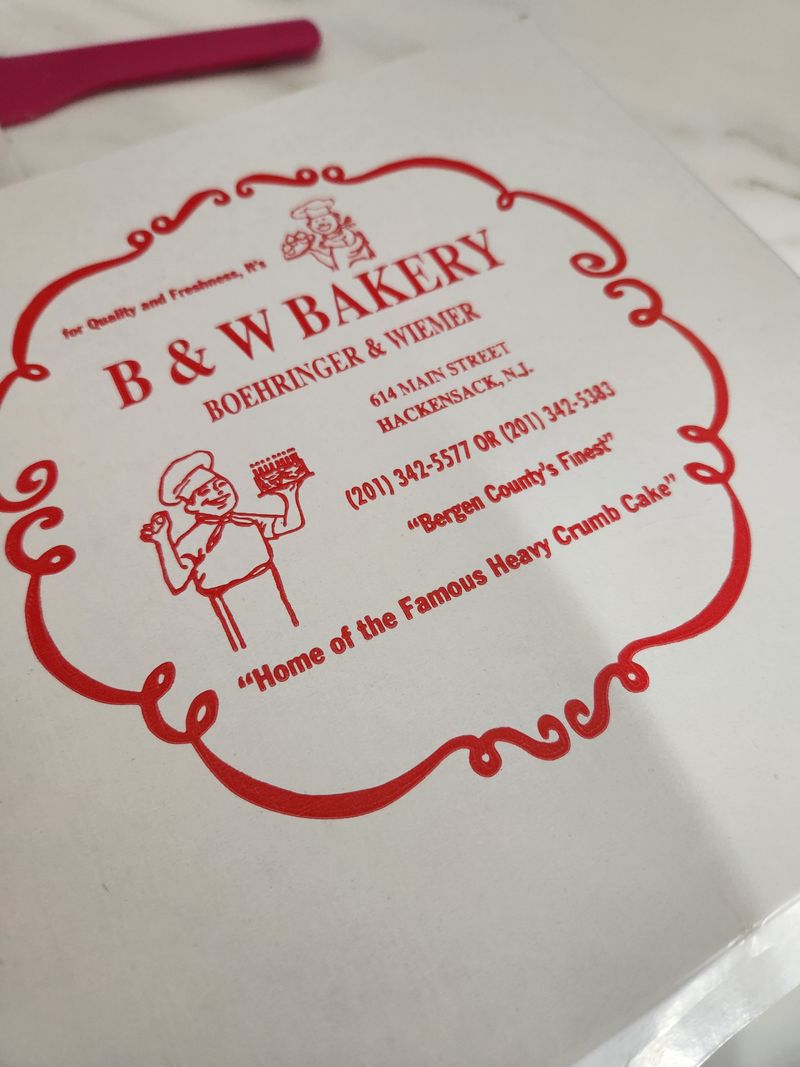 for Quality and Freshness, It's
B & W BAKERY
BOEHRINGER & WIEMER
614 MAIN STREET
HACKENSACK, N.J.
(201) 342-5577 OR (201) 342-5383
"Bergen County's Finest"
"Home of the Famous Heavy Crumb Cake"